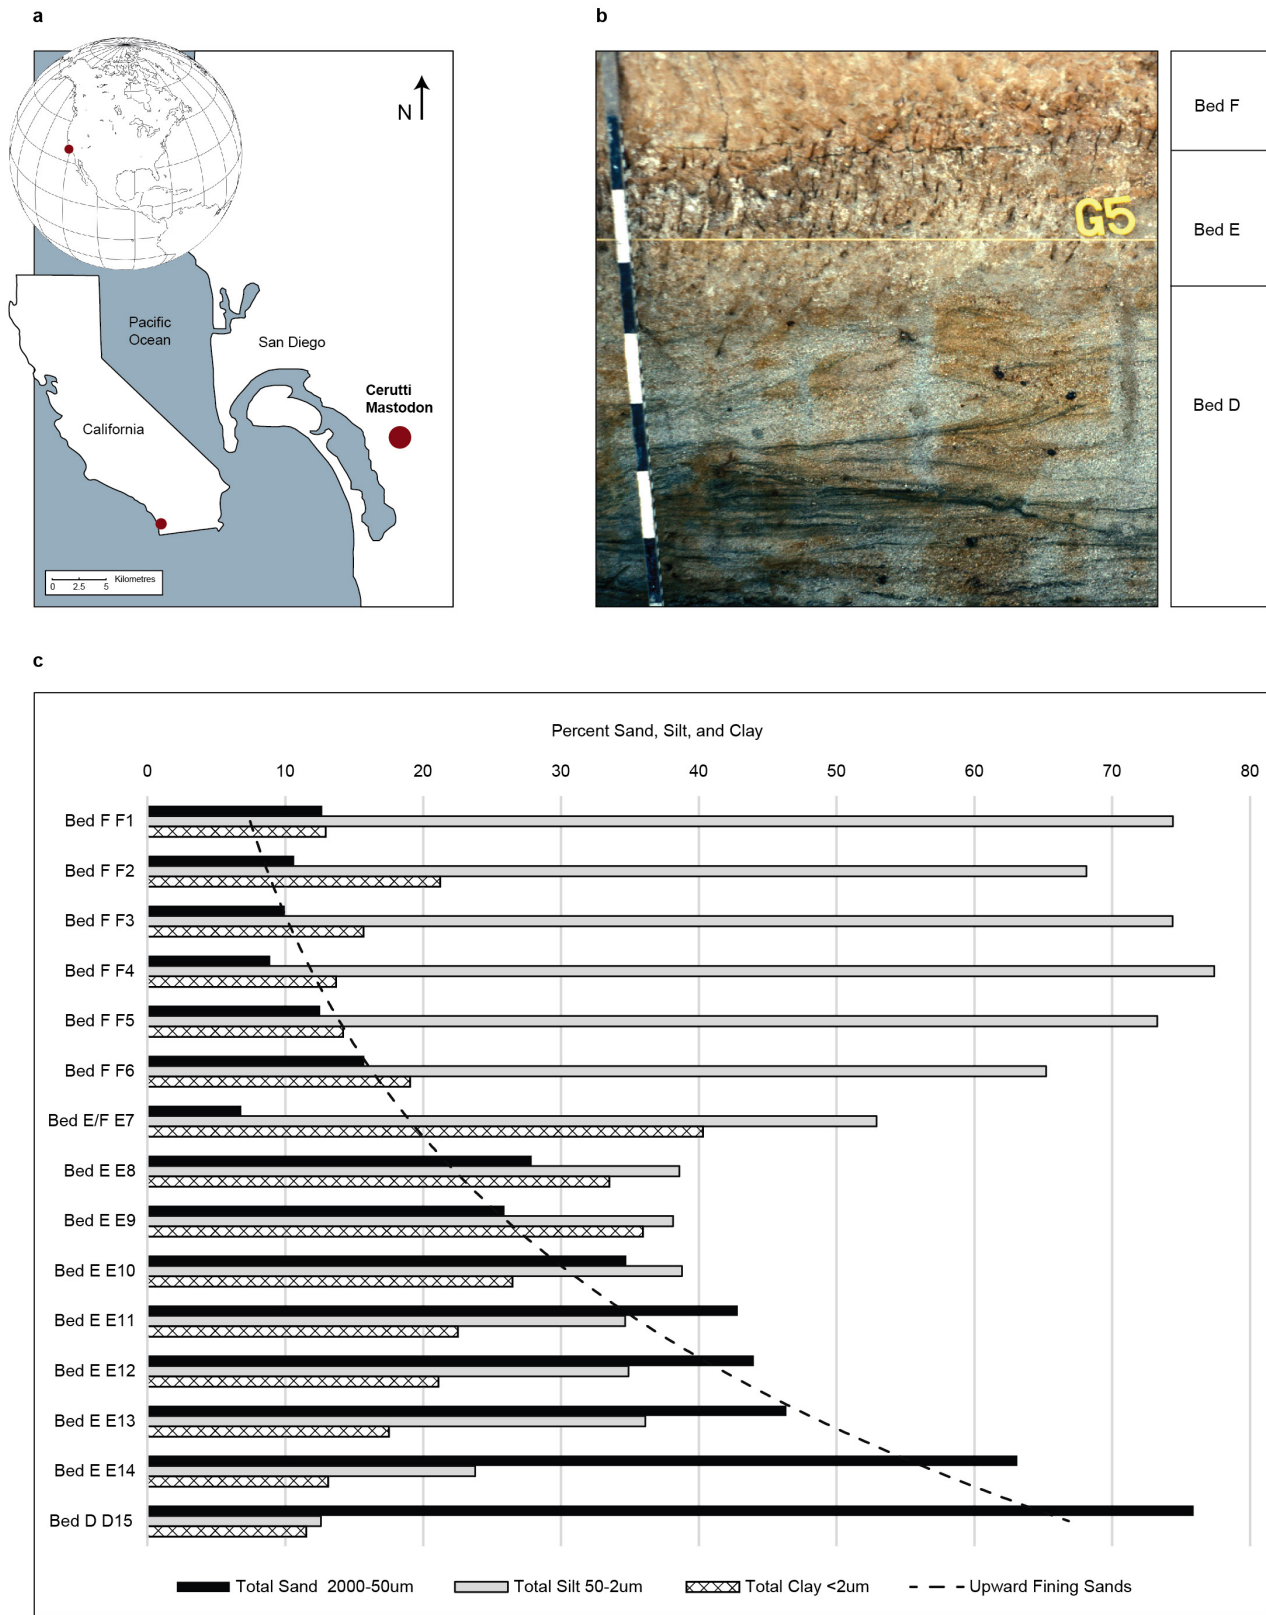 a
b
N
Pacific
Ocean
San Diego
Cerutti
Mastodon
California
0 2.5 5 Kilometres
G5
Bed F
Bed E
Bed D
c
Percent Sand, Silt, and Clay
0 10 20 30 40 50 60 70 80
Bed F F1
Bed F F2
Bed F F3
Bed F F4
Bed F F5
Bed F F6
Bed E/F E7
Bed E E8
Bed E E9
Bed E E10
Bed E E11
Bed E E12
Bed E E13
Bed E E14
Bed D D15
Total Sand 2000-50um Total Silt 50-2um Total Clay <2um Upward Fining Sands